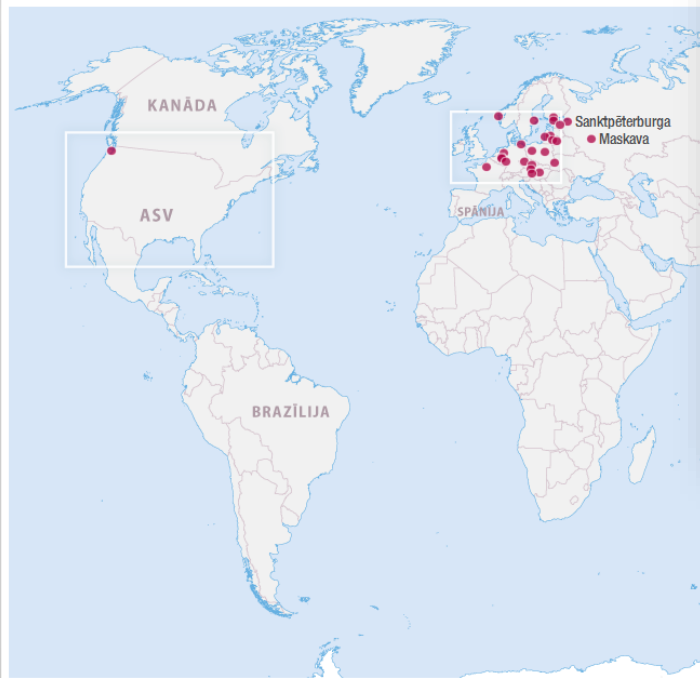 KANĀDA
Sanktpēterburga
Maskava
ASV
SPĀNIJA
BRAZĪLIJA